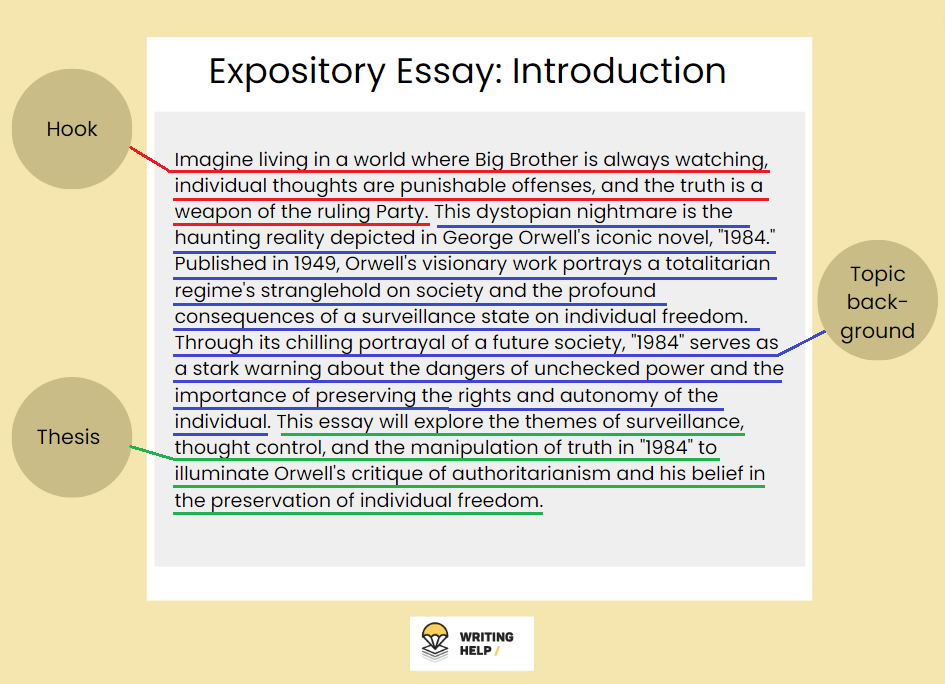 Expository Essay: Introduction
Hook
Imagine living in a world where Big Brother is always watching,
individual thoughts are punishable offenses, and the truth is a
weapon of the ruling Party. This dystopian nightmare is the
haunting reality depicted in George Orwell's iconic novel, "1984."
Published in 1949, Orwell's visionary work portrays a totalitarian
regime's stranglehold on society and the profound
consequences of a surveillance state on individual freedom.
Through its chilling portrayal of a future society, "1984" serves as
a stark warning about the dangers of unchecked power and the
importance of preserving the rights and autonomy of the
individual. This essay will explore the themes of surveillance,
thought control, and the manipulation of truth in "1984" to
illuminate Orwell's critique of authoritarianism and his belief in
the preservation of individual freedom.
Topic
back-
ground
Thesis
WRITING
HELP /